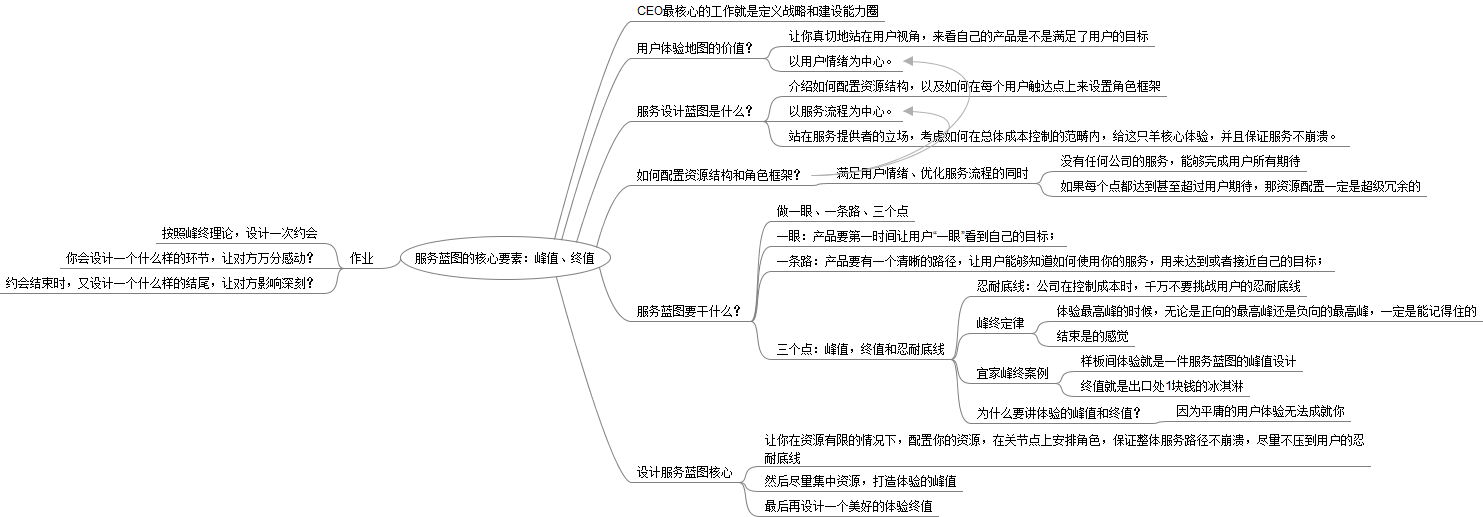 CEO最核心的工作就是定义战略和建设能力圈
用户体验地图的价值？
让你真切地站在用户视角，来看自己的产品是不是满足了用户的目标
以用户情绪为中心。
服务设计蓝图是什么？
介绍如何配置资源结构，以及如何在每个用户触达点上来设置角色框架
以服务流程为中心。
站在服务提供者的立场，考虑如何在总体成本控制的范畴内，给这只羊核心体验，并且保证服务不崩溃。
如何配置资源结构和角色框架？
满足用户情绪、优化服务流程的同时
没有任何公司的服务，能够完成用户所有期待
如果每个点都达到甚至超过用户期待，那资源配置一定是超级冗余的
服务蓝图的核心要素：峰值、终值
服务蓝图要干什么？
做一眼、一条路、三个点
一眼：产品要第一时间让用户“一眼”看到自己的目标；
一条路：产品要有一个清晰的路径，让用户能够知道如何使用你的服务，用来达到或者接近自己的目标；
三个点：峰值，终值和忍耐底线
忍耐底线：公司在控制成本时，千万不要挑战用户的忍耐底线
峰终定律
体验最高峰的时候，无论是正向的最高峰还是负向的最高峰，一定是能记得住的
结束是的感觉
宜家峰终案例
样板间体验就是一件服务蓝图的峰值设计
终值就是出口处1块钱的冰淇淋
为什么要讲体验的峰值和终值？
因为平庸的用户体验无法成就你
设计服务蓝图核心
让你在资源有限的情况下，配置你的资源，在关节点上安排角色，保证整体服务路径不崩溃，尽量不压到用户的忍
耐底线
然后尽量集中资源，打造体验的峰值
最后再设计一个美好的体验终值
作业
按照峰终理论，设计一次约会
你会设计一个什么样的环节，让对方万分感动？
约会结束时，又设计一个什么样的结尾，让对方影响深刻？